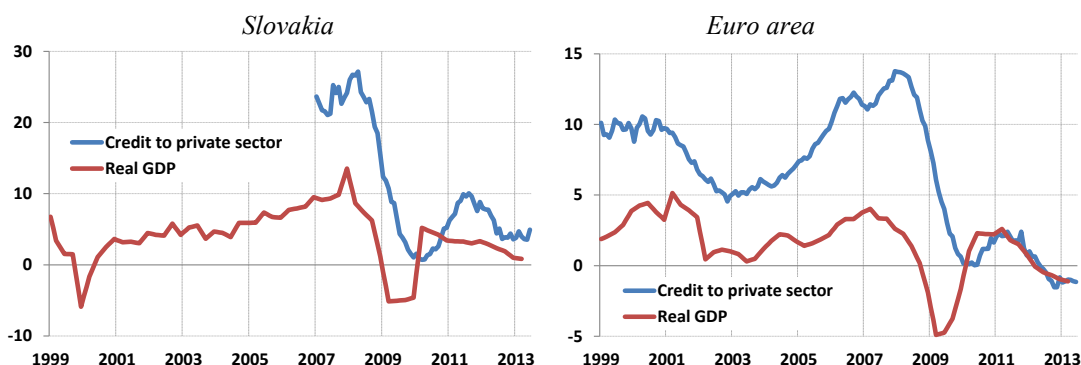 Slovakia
30
20
10
0
-10
Credit to private sector
Real GDP
1999 2001 2003 2005 2007 2009 2011 2013
Euro area
15
10
5
0
-5
Credit to private sector
Real GDP
1999 2001 2003 2005 2007 2009 2011 2013